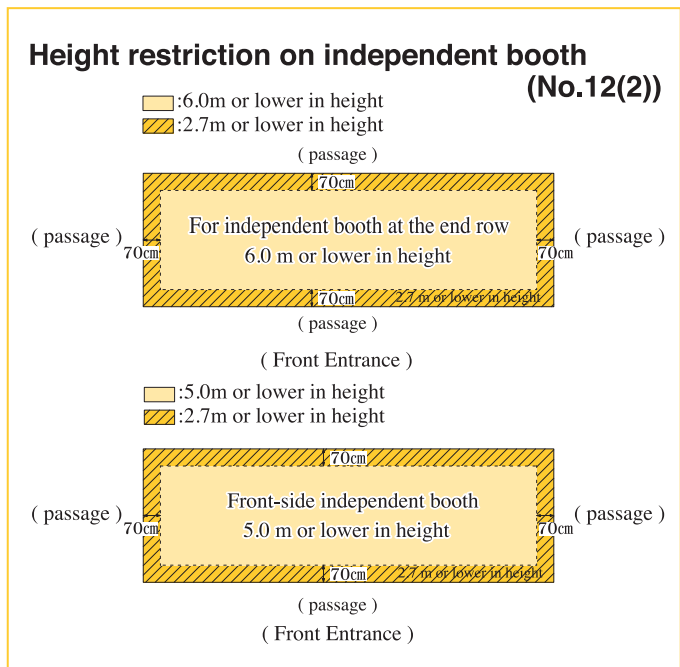 Height restriction on independent booth
(No.12(2))
:6.0m or lower in height
:2.7m or lower in height
( passage )
70cm
For independent booth at the end row
( passage )
( passage )
70cm
6.0 m or lower in height
70cm
70cm
2.7 m or lower in height
( passage )
( Front Entrance )
:5.0m or lower in height
:2.7m or lower in height
70cm
Front-side independent booth
( passage )
( passage )
70cm
5.0 m or lower in height
70cm
70cm
2.7 m or lower in height
( passage )
( Front Entrance )